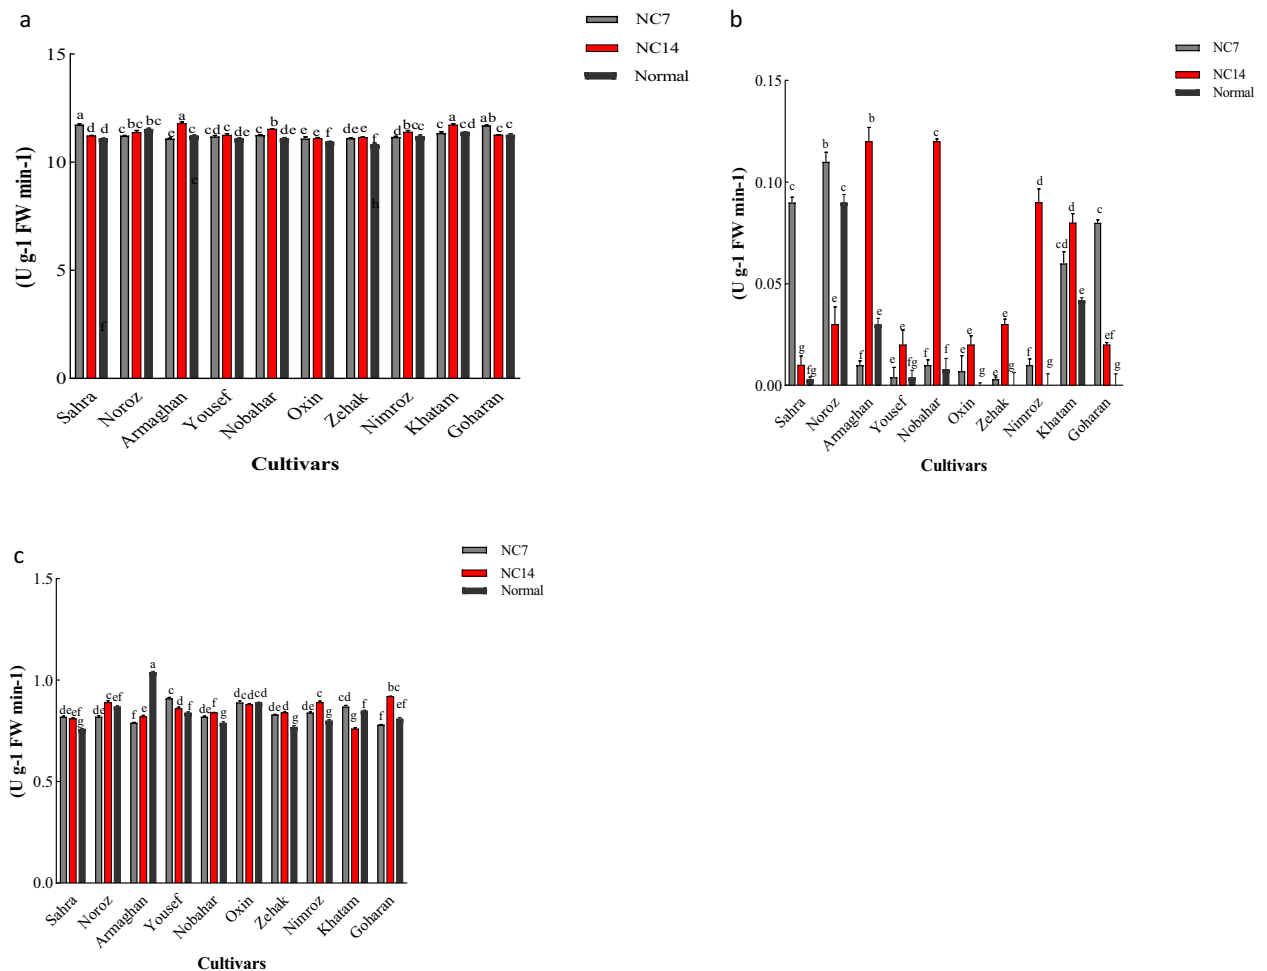 a
NC7
NC14
Normal
15
10
5
0
(U g-1 FW min-1)
a d d c bc bc e a c cd c de c b de e e f de e f d bc c c a cd ab c c
c
h
f
Sahra
Noroz
Armaghan
Yousef
Nobahar
Oxin
Zehak
Nimroz
Khatam
Goharan
Cultivars
b
NC7
NC14
Normal
0.15
0.10
0.05
0.00
(U g-1 FW min-1)
c g fg b e c f b e e e fg f c f e e g e e g f d g cd d e c ef g
Sahra
Noroz
Armaghan
Yousef
Nobahar
Oxin
Zehak
Nimroz
Khatam
Goharan
Cultivars
c
NC7
NC14
Normal
1.5
1.0
0.5
0.0
(U g-1 FW min-1)
de ef g de c ef f e a c d f de f g d cd cd de d g de c g cd g f f bc ef
Sahra
Noroz
Armaghan
Yousef
Nobahar
Oxin
Zehak
Nimroz
Khatam
Goharan
Cultivars